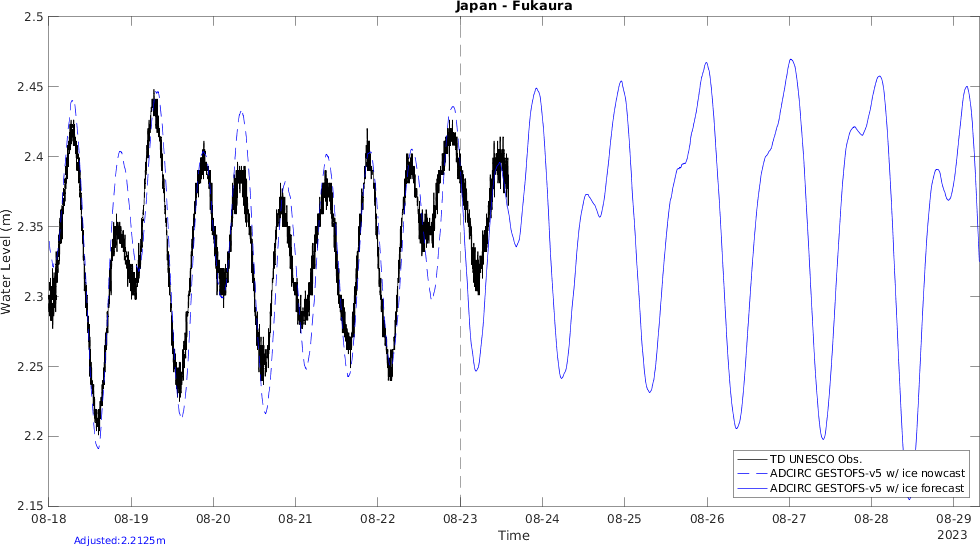 Japan - Fukaura
2.5
2.45
2.4
2.35
2.3
2.25
2.2
2.15
Water Level (m)
TD UNESCO Obs.
ADCIRC GESTOFS-v5 w/ ice nowcast
ADCIRC GESTOFS-v5 w/ ice forecast
08-18 08-19 08-20 08-21 08-22 08-23 08-24 08-25 08-26 08-27 08-28 08-29
2023
Time
Adjusted:2.2125m